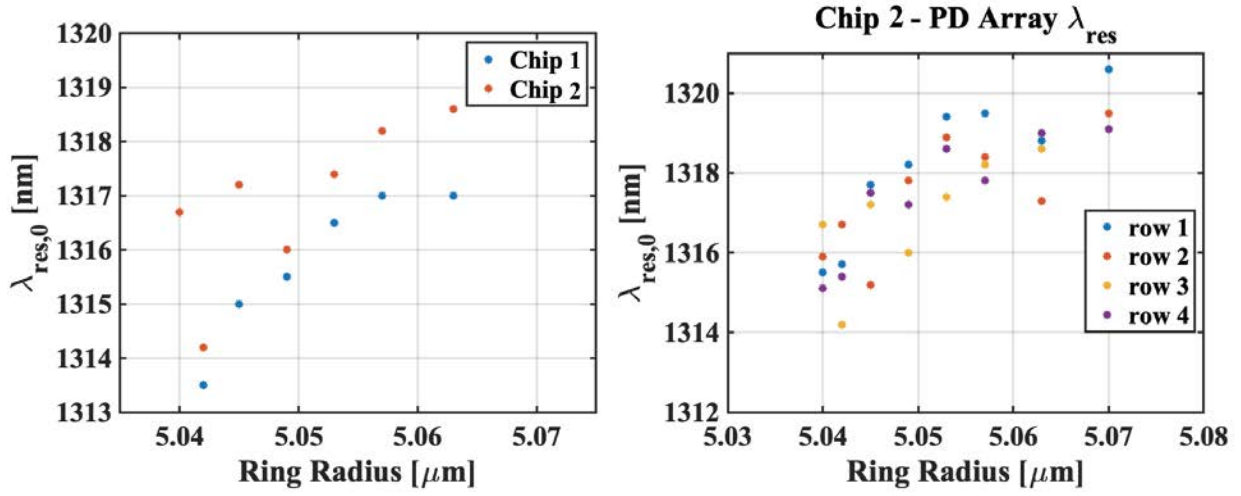 1320
1319
1318
1317
1316
1315
1314
1313
5.04 5.05 5.06 5.07
Ring Radius [μm]
λres,0 [nm]
Chip 1
Chip 2
Chip 2 - PD Array λres
1320
1318
1316
1314
1312
5.03 5.04 5.05 5.06 5.07 5.08
Ring Radius [μm]
λres,0 [nm]
row 1
row 2
row 3
row 4